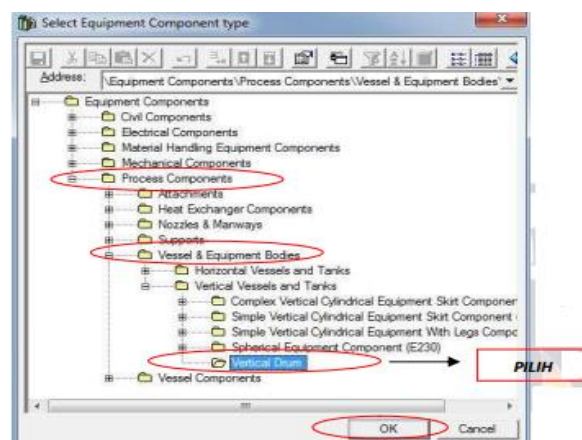 Select Equipment Component type
Address: \Equipment Components\Process Components\Vessel & Equipment Bodies\
Equipment Components
Civil Components
Electrical Components
Material Handling Equipment Components
Mechanical Components
Process Components
Attachments
Heat Exchanger Components
Nozzles & Manways
Supports
Vessel & Equipment Bodies
Horizontal Vessels and Tanks
Vertical Vessels and Tanks
Complex Vertical Cylindrical Equipment Skirt Componen
Simple Vertical Cylindrical Equipment Skirt Component
Simple Vertical Cylindrical Equipment With Legs Compo
Spherical Equipment Component (E230)
Vertical Drum
PILIH
Vessel Components
OK Cancel